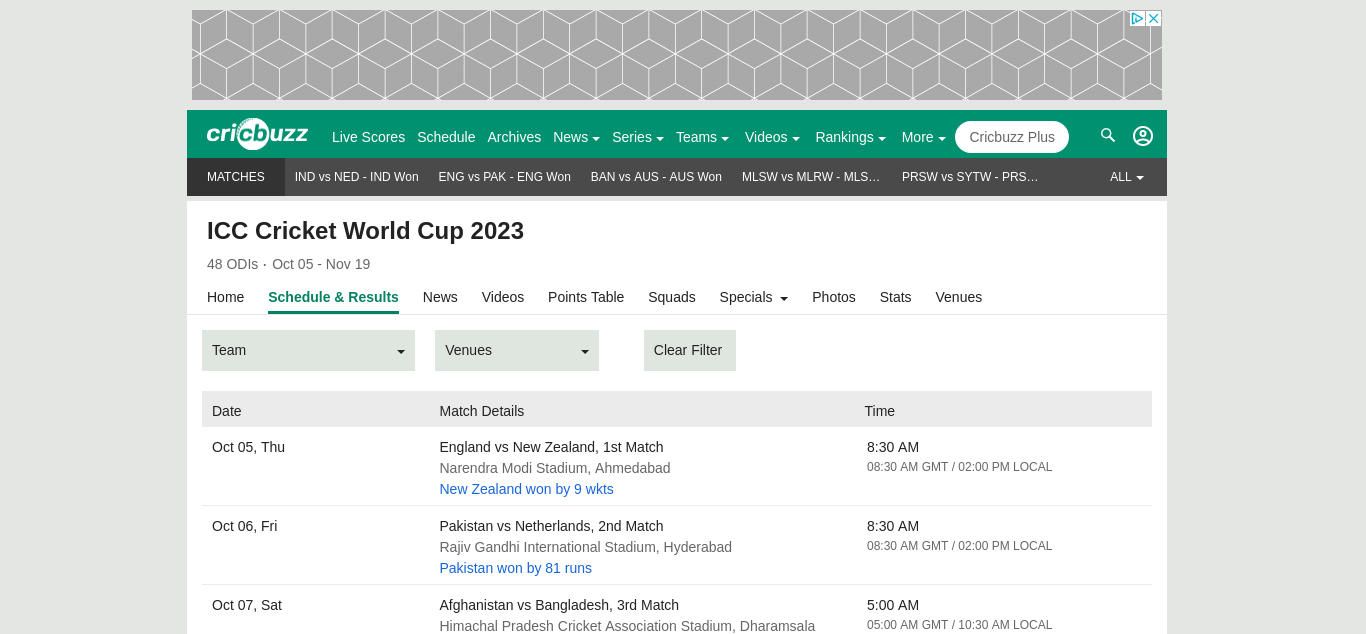 cricbuzz
Live Scores Schedule Archives News Series Teams Videos Rankings More Cricbuzz Plus
MATCHES IND vs NED - IND Won ENG vs PAK - ENG Won BAN vs AUS - AUS Won MLSW vs MLRW - MLS… PRSW vs SYTW - PRS… ALL
ICC Cricket World Cup 2023
48 ODIs · Oct 05 - Nov 19
Home Schedule & Results News Videos Points Table Squads Specials Photos Stats Venues
Team Venues Clear Filter
Date Match Details Time
Oct 05, Thu England vs New Zealand, 1st Match 8:30 AM
Narendra Modi Stadium, Ahmedabad 08:30 AM GMT / 02:00 PM LOCAL
New Zealand won by 9 wkts
Oct 06, Fri Pakistan vs Netherlands, 2nd Match 8:30 AM
Rajiv Gandhi International Stadium, Hyderabad 08:30 AM GMT / 02:00 PM LOCAL
Pakistan won by 81 runs
Oct 07, Sat Afghanistan vs Bangladesh, 3rd Match 5:00 AM
Himachal Pradesh Cricket Association Stadium, Dharamsala 05:00 AM GMT / 10:30 AM LOCAL